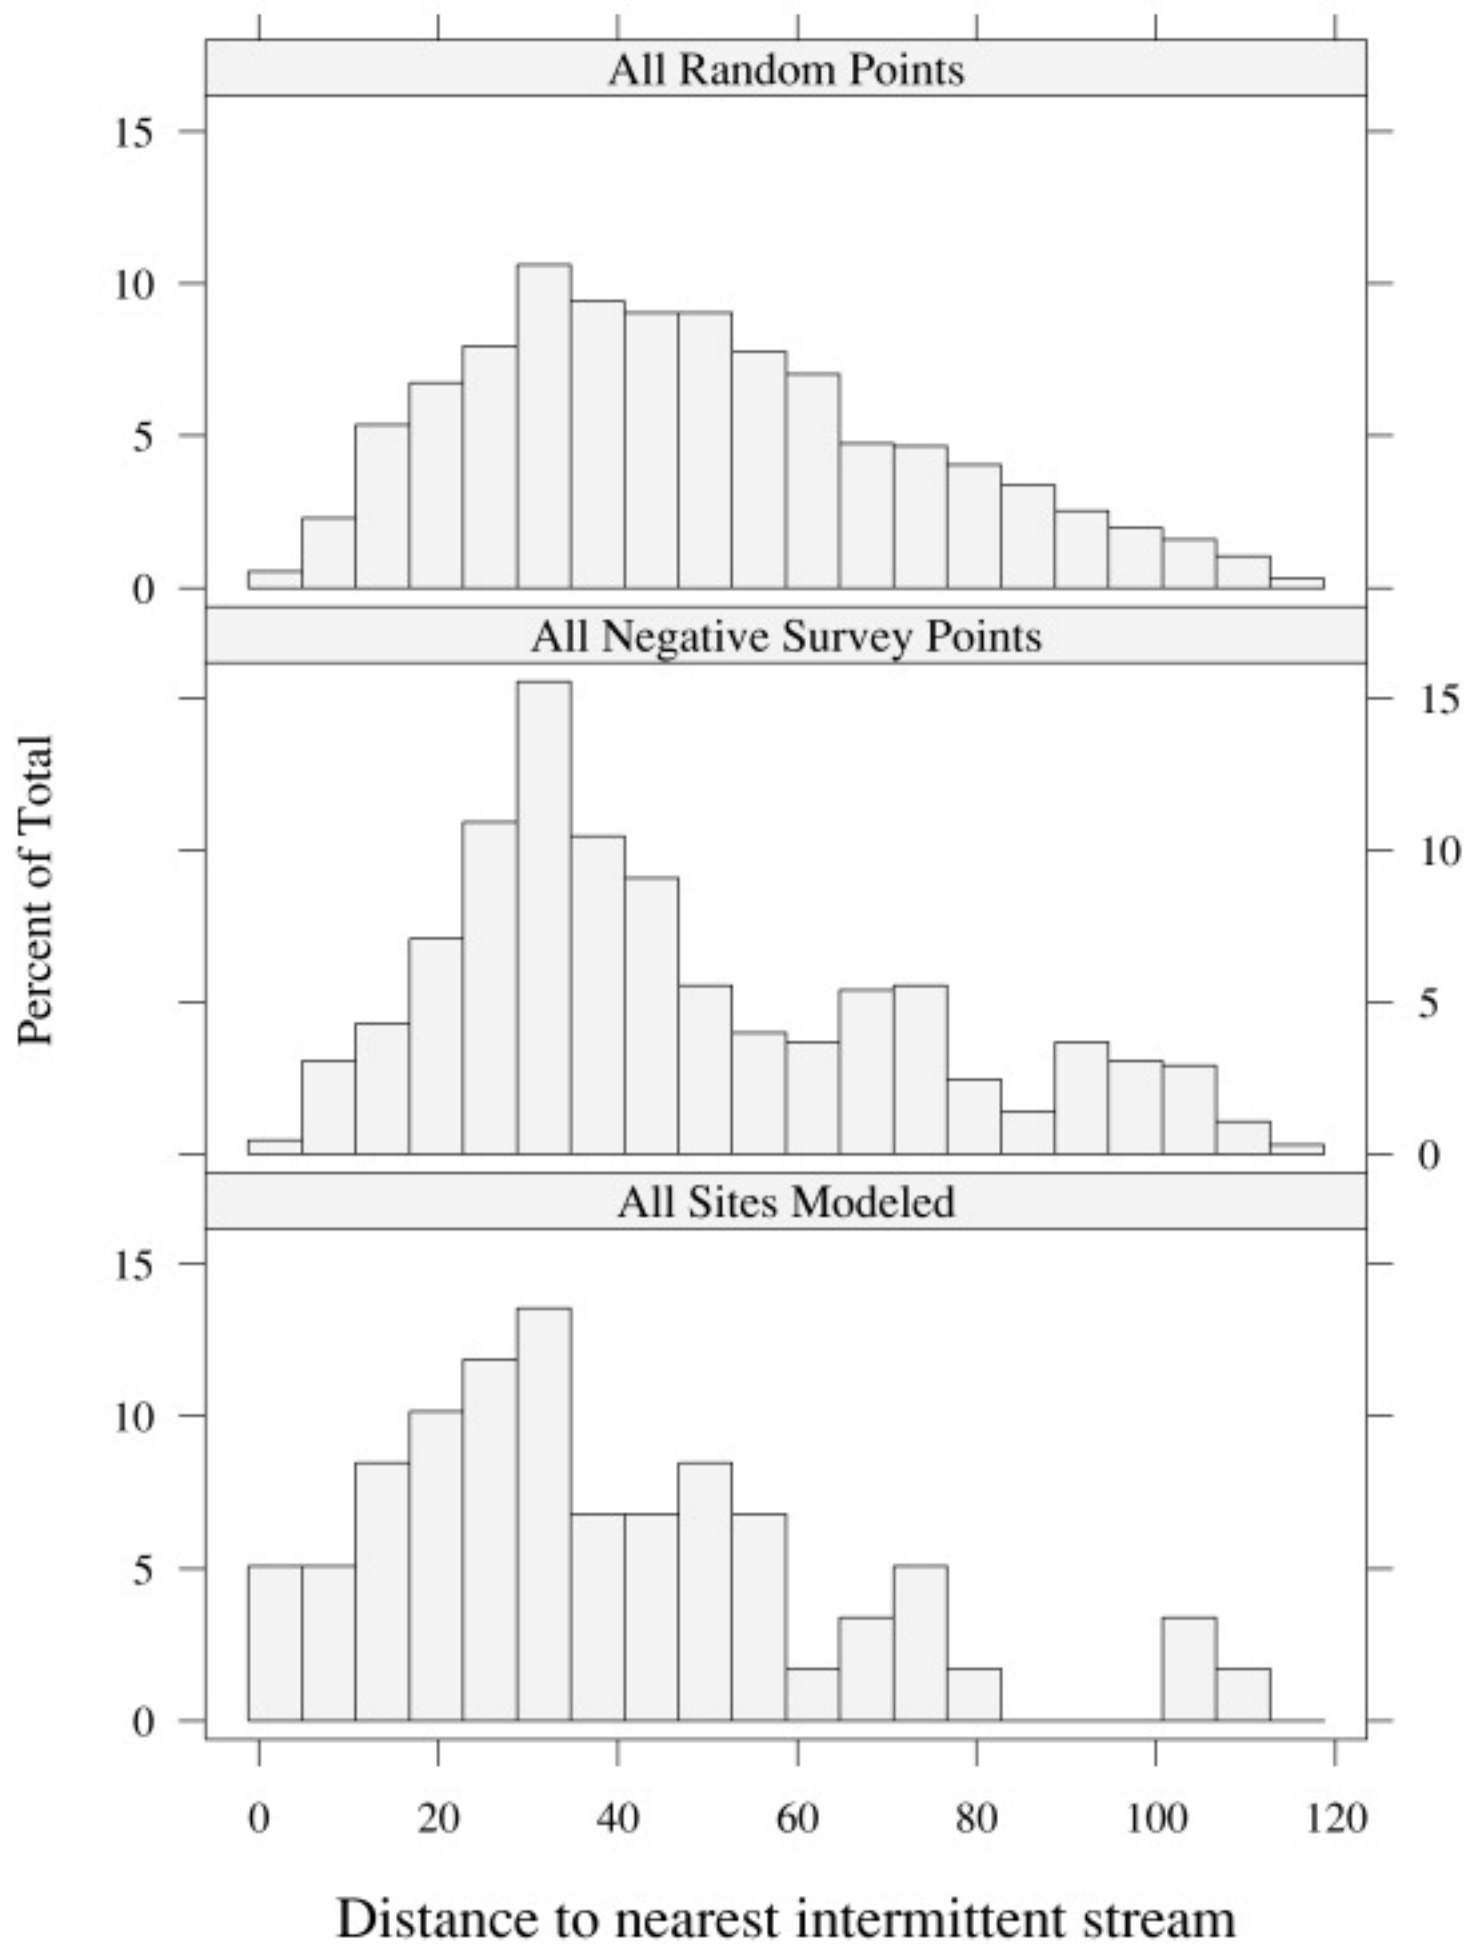 All Random Points
15
10
5
0
All Negative Survey Points
15
10
5
0
All Sites Modeled
15
10
5
0
0 20 40 60 80 100 120
Percent of Total
Distance to nearest intermittent stream